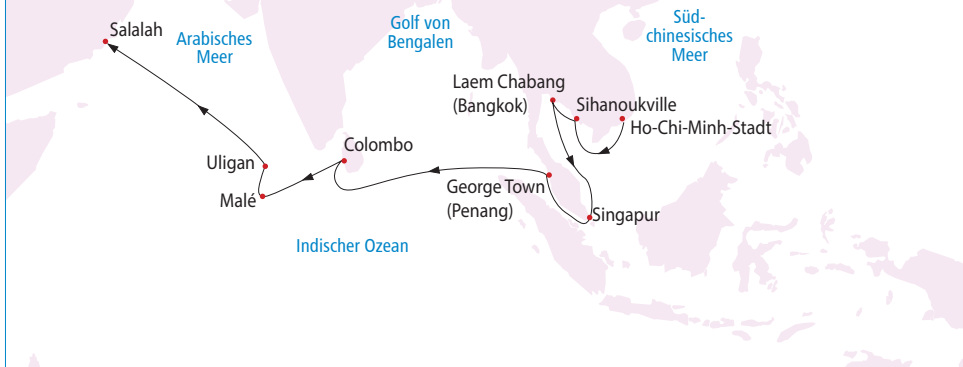 Salalah
Arabisches
Meer
Golf von
Bengalen
Süd-
chinesisches
Meer
Laem Chabang
(Bangkok)
Sihanoukville
Ho-Chi-Minh-Stadt
Colombo
Uligan
Malé
George Town
(Penang)
Singapur
Indischer Ozean